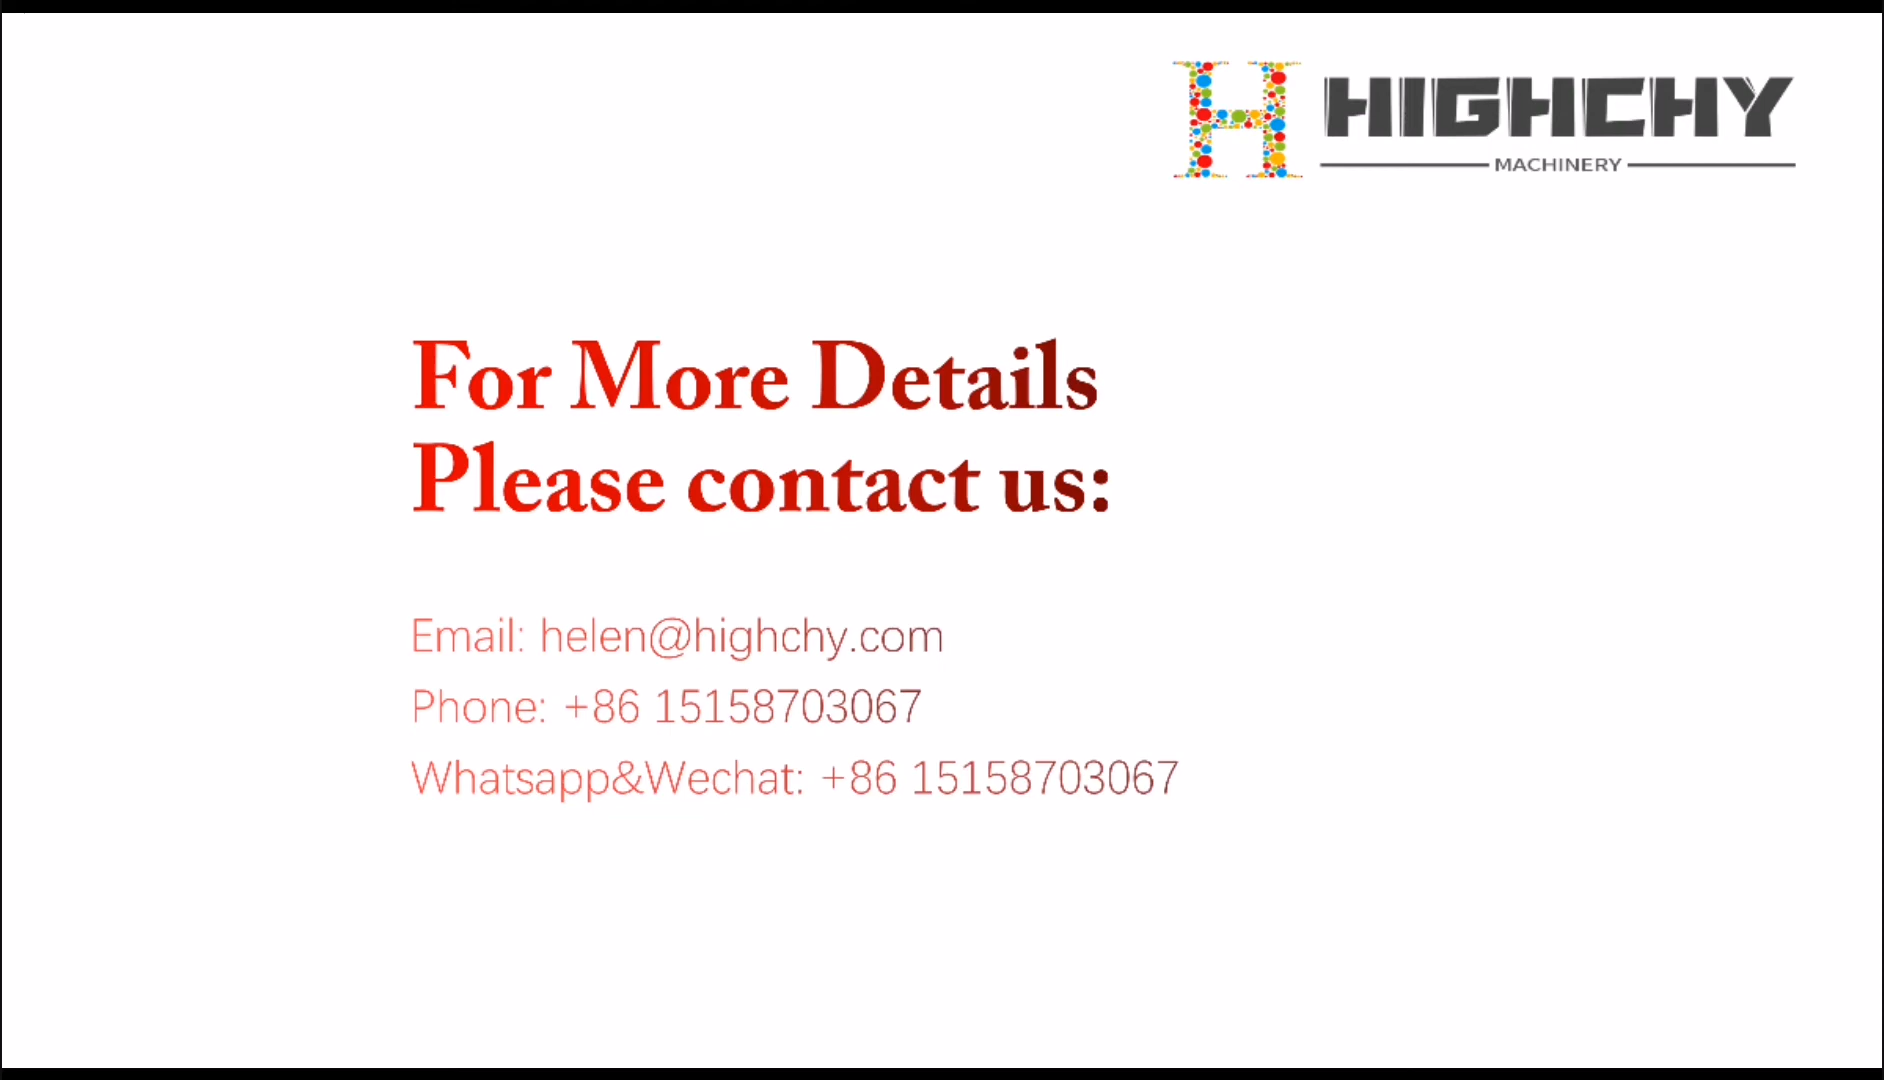 HIGHCHY
MACHINERY
For More Details
Please contact us:
Email: helen@highchy.com
Phone: +86 15158703067
Whatsapp&Wechat: +86 15158703067